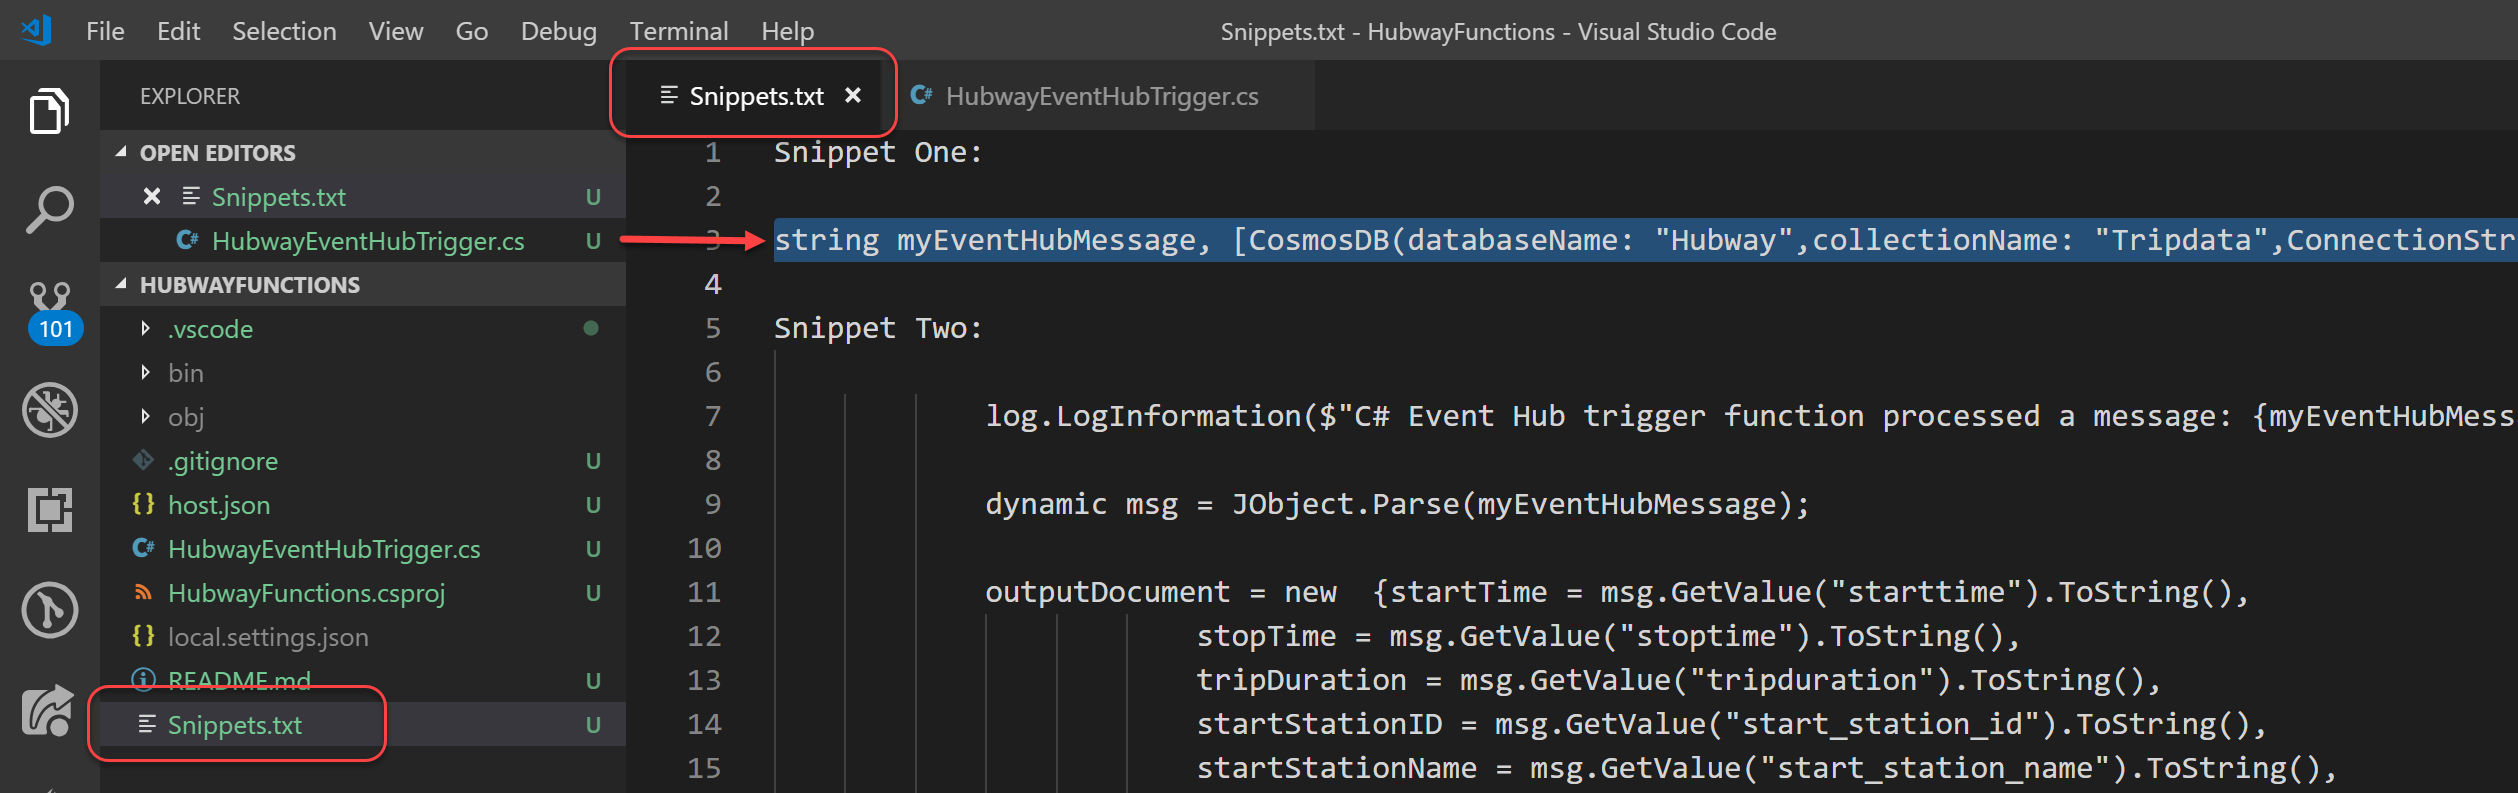 File Edit Selection View Go Debug Terminal Help
Snippets.txt - HubwayFunctions - Visual Studio Code
EXPLORER
OPEN EDITORS
Snippets.txt U
HubwayEventHubTrigger.cs U
HUBWAYFUNCTIONS
.vscode
bin
obj
.gitignore U
host.json U
HubwayEventHubTrigger.cs U
HubwayFunctions.csproj U
local.settings.json
README.md U
Snippets.txt U
101
Snippets.txt
HubwayEventHubTrigger.cs
1 Snippet One:
2
3 string myEventHubMessage, [CosmosDB(databaseName: "Hubway",collectionName: "Tripdata",ConnectionStr
4
5 Snippet Two:
6
7 log.LogInformation($"C# Event Hub trigger function processed a message: {myEventHubMess
8
9 dynamic msg = JObject.Parse(myEventHubMessage);
10
11 outputDocument = new {startTime = msg.GetValue("starttime").ToString(),
12 stopTime = msg.GetValue("stoptime").ToString(),
13 tripDuration = msg.GetValue("tripduration").ToString(),
14 startStationID = msg.GetValue("start_station_id").ToString(),
15 startStationName = msg.GetValue("start_station_name").ToString(),